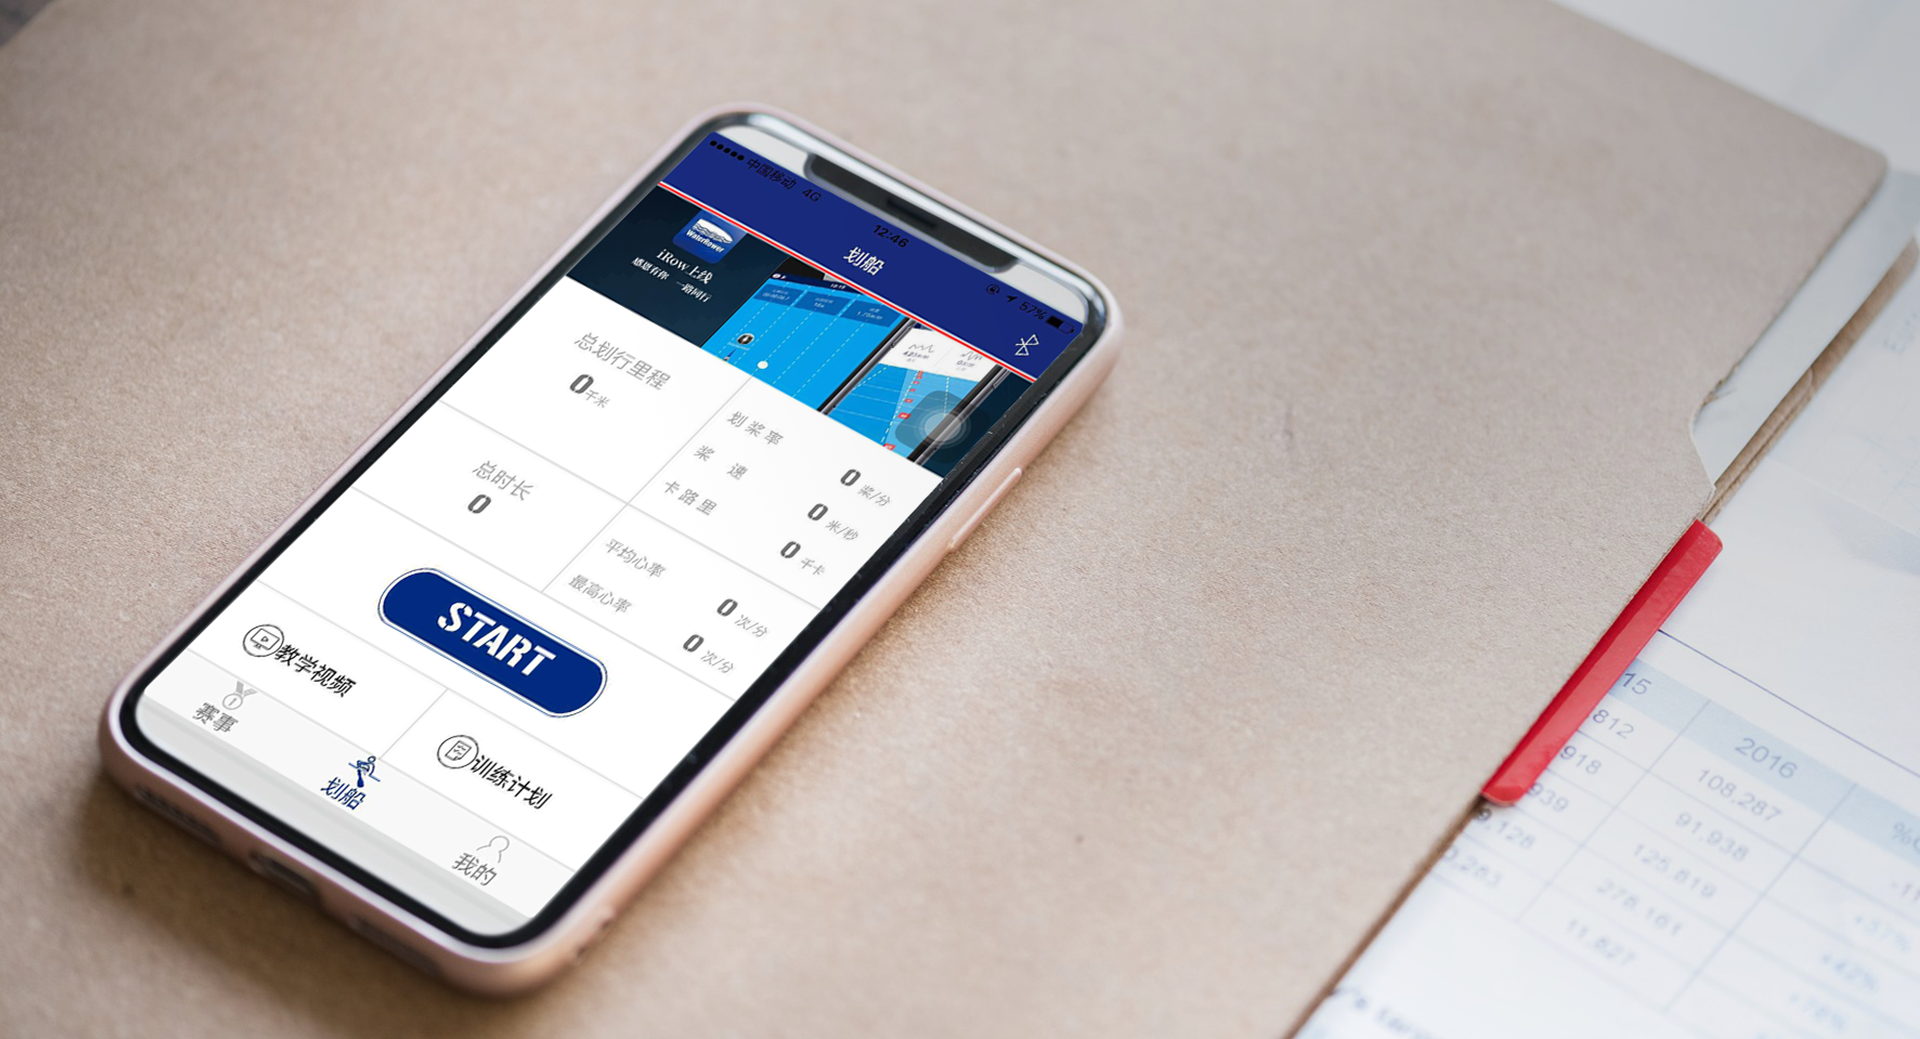 中国移动 4G
12:46
57%
划船
Waterflower
iRow上线
感恩有你 一路同行
总划行里程
0千米
划桨率
0 桨/分
桨速
0 米/秒
卡路里
0 千卡
总时长
0
平均心率
0 次/分
最高心率
0 次/分
START
教学视频
训练计划
赛事
划船
我的
15
2016
812
108,287
918
91,938
939
125,819
9,128
278,101
11,627